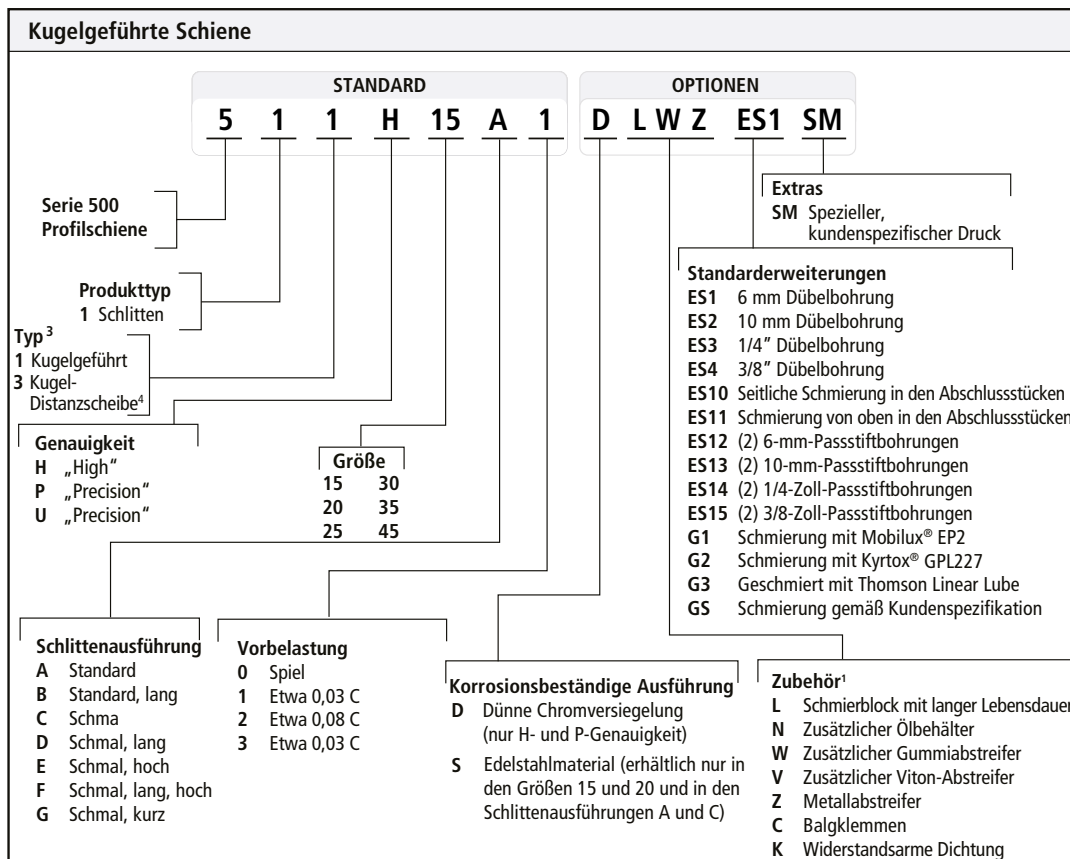 Kugelgeführte Schiene
STANDARD
OPTIONEN
5 1 1 H 15 A 1 D L W Z ES1 SM
Serie 500
Profilschiene
Produkttyp
1 Schlitten
Typ ³
1 Kugelgeführt
3 Kugel-
Distanzscheibe⁴
Genauigkeit
H „High“
P „Precision“
U „Precision“
Größe
15 30
20 35
25 45
Schlittenausführung
A Standard
B Standard, lang
C Schma
D Schmal, lang
E Schmal, hoch
F Schmal, lang, hoch
G Schmal, kurz
Vorbelastung
0 Spiel
1 Etwa 0,03 C
2 Etwa 0,08 C
3 Etwa 0,03 C
Korrosionsbeständige Ausführung
D Dünne Chromversiegelung
(nur H- und P-Genauigkeit)
S Edelstahlmaterial (erhältlich nur in
den Größen 15 und 20 und in den
Schlittenausführungen A und C)
Extras
SM Spezieller,
kundenspezifischer Druck
Standarderweiterungen
ES1 6 mm Dübelbohrung
ES2 10 mm Dübelbohrung
ES3 1/4″ Dübelbohrung
ES4 3/8″ Dübelbohrung
ES10 Seitliche Schmierung in den Abschlussstücken
ES11 Schmierung von oben in den Abschlussstücken
ES12 (2) 6-mm-Passstiftbohrungen
ES13 (2) 10-mm-Passstiftbohrungen
ES14 (2) 1/4-Zoll-Passstiftbohrungen
ES15 (2) 3/8-Zoll-Passstiftbohrungen
G1 Schmierung mit Mobilux® EP2
G2 Schmierung mit Kyrtox® GPL227
G3 Geschmiert mit Thomson Linear Lube
GS Schmierung gemäß Kundenspezifikation
Zubehör¹
L Schmierblock mit langer Lebensdauer
N Zusätzlicher Ölbehälter
W Zusätzlicher Gummiabstreifer
V Zusätzlicher Viton-Abstreifer
Z Metallabstreifer
C Balgklemmen
K Widerstandsarme Dichtung